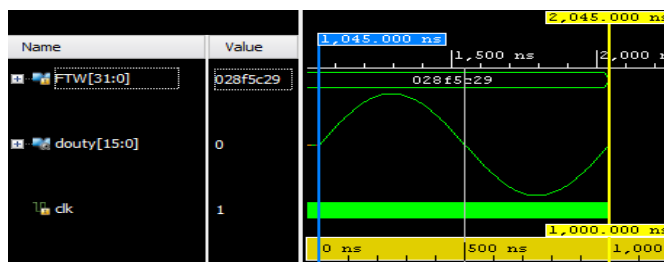 2,045.000 ns
1,045.000 ns
Name
Value
1,500 ns
2,000
FTW[31:0]
028f5c29
028f5c29
douty[15:0]
0
clk
1
1,000.000 ns
0 ns
500 ns
1,000